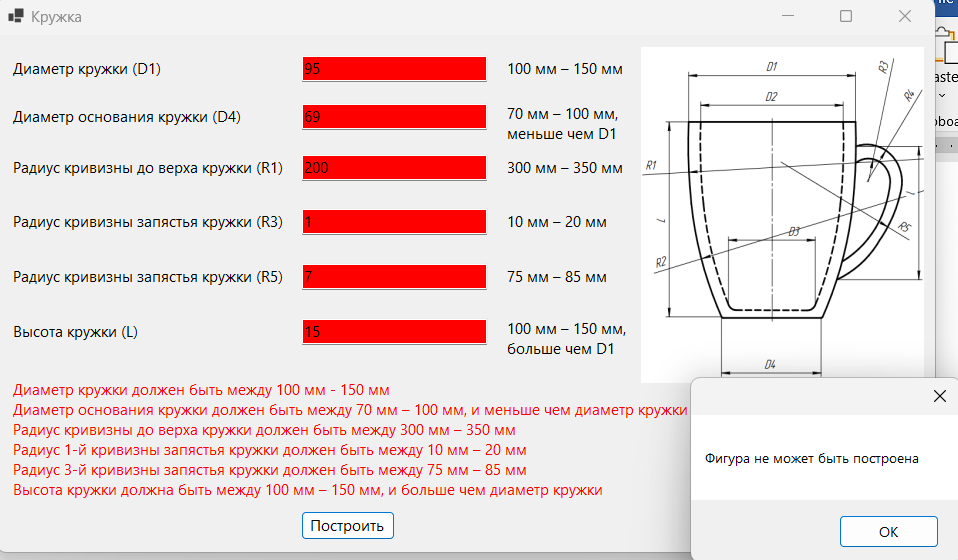 Кружка
Диаметр кружки (D1)
95
100 мм – 150 мм
Диаметр основания кружки (D4)
69
70 мм – 100 мм,
меньше чем D1
Радиус кривизны до верха кружки (R1)
200
300 мм – 350 мм
Радиус кривизны запястья кружки (R3)
1
10 мм – 20 мм
Радиус кривизны запястья кружки (R5)
7
75 мм – 85 мм
Высота кружки (L)
15
100 мм – 150 мм,
больше чем D1
D1
D2
R3
R4
R1
L
L
D3
R5
R2
D4
Диаметр кружки должен быть между 100 мм - 150 мм
Диаметр основания кружки должен быть между 70 мм – 100 мм, и меньше чем диаметр кружки
Радиус кривизны до верха кружки должен быть между 300 мм – 350 мм
Радиус 1-й кривизны запястья кружки должен быть между 10 мм – 20 мм
Радиус 3-й кривизны запястья кружки должен быть между 75 мм – 85 мм
Высота кружки должна быть между 100 мм – 150 мм, и больше чем диаметр кружки
Построить
Фигура не может быть построена
ОК